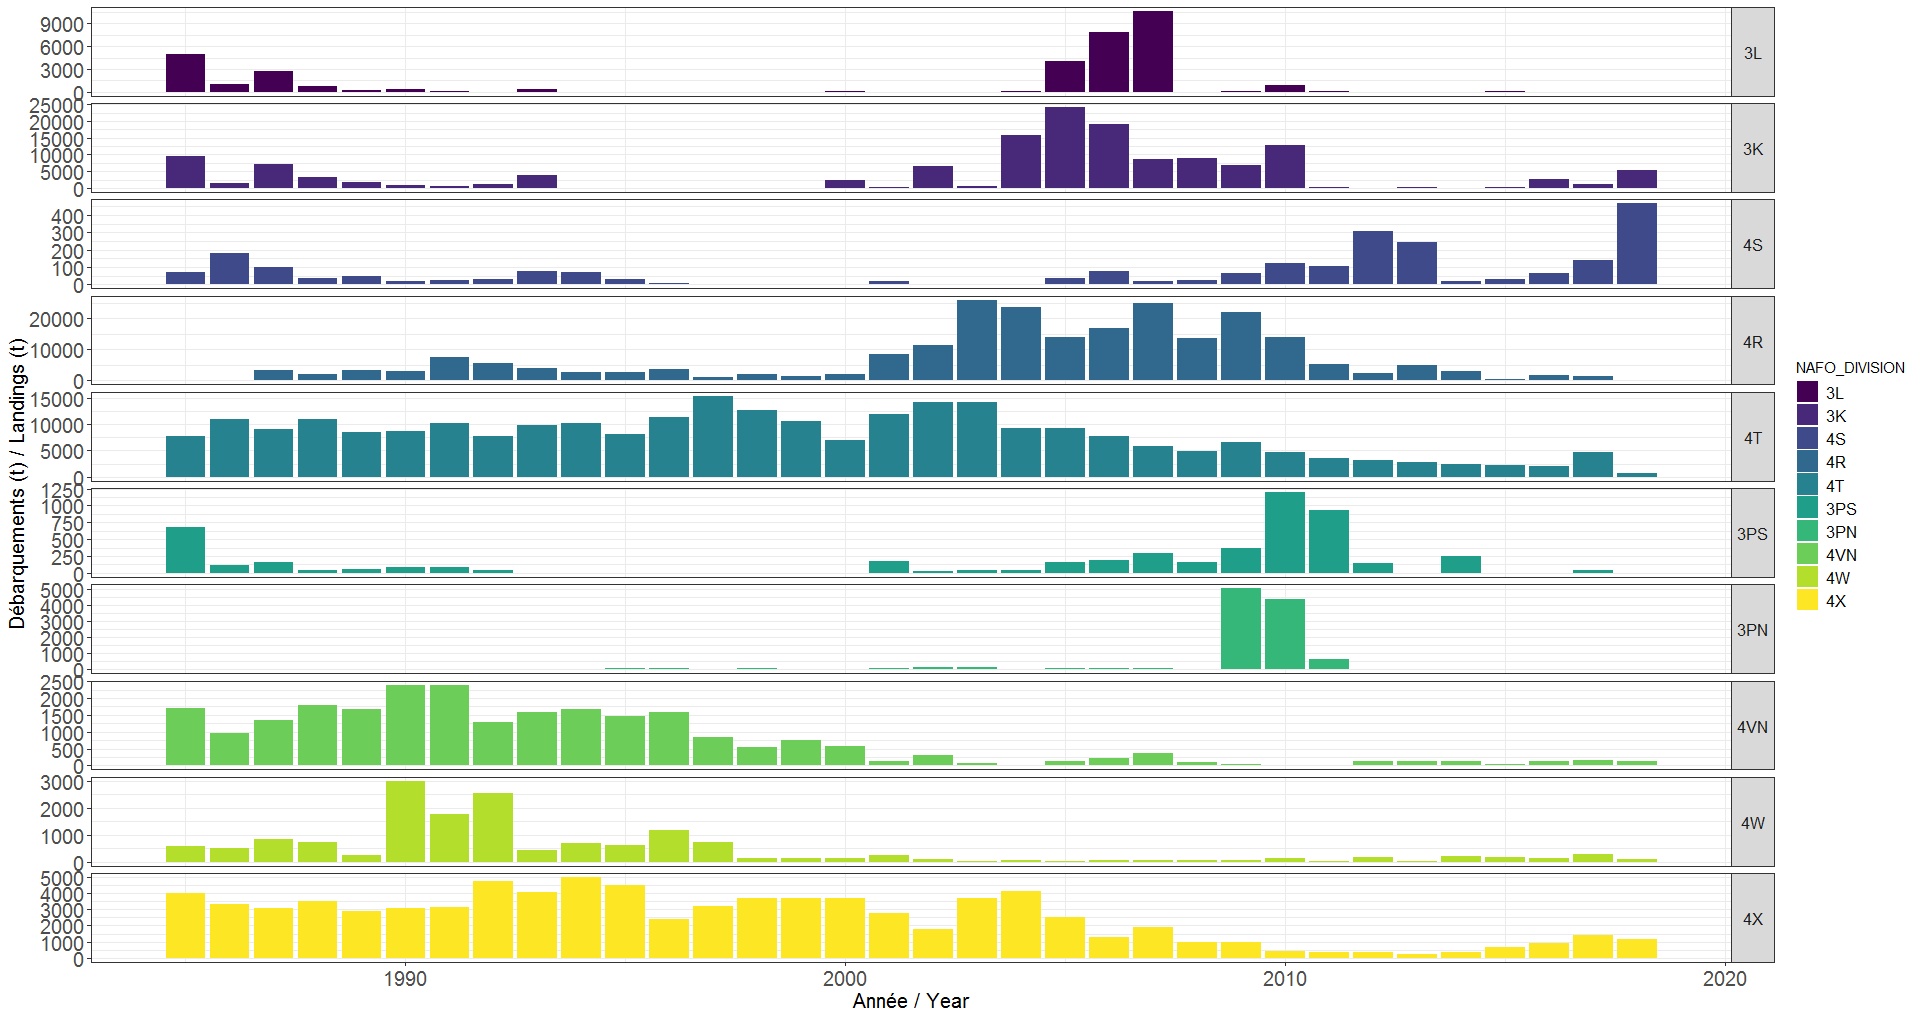 9000
6000
3000
0
3L
25000
20000
15000
10000
5000
0
3K
400
300
200
100
0
4S
20000
10000
0
4R
15000
10000
5000
0
4T
1250
1000
750
500
250
0
3PS
5000
4000
3000
2000
1000
0
3PN
2500
2000
1500
1000
500
0
4VN
3000
2000
1000
0
4W
5000
4000
3000
2000
1000
0
4X
Débarquements (t) / Landings (t)
1990
2000
2010
2020
Année / Year
NAFO_DIVISION
3L
3K
4S
4R
4T
3PS
3PN
4VN
4W
4X